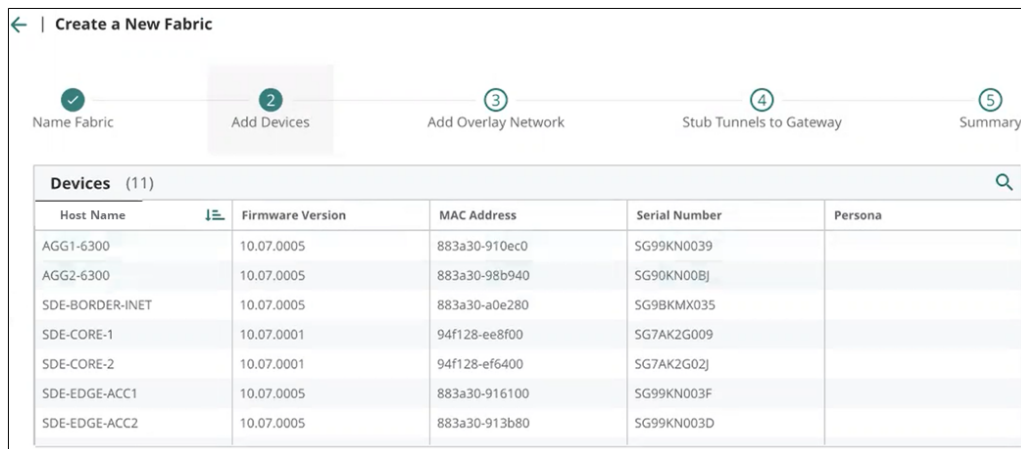 ← | Create a New Fabric
2 3 4 5
Name Fabric Add Devices Add Overlay Network Stub Tunnels to Gateway Summary
Devices (11)
Host Name Firmware Version MAC Address Serial Number Persona
AGG1-6300 10.07.0005 883a30-910ec0 SG99KN0039
AGG2-6300 10.07.0005 883a30-98b940 SG90KN00BJ
SDE-BORDER-INET 10.07.0005 883a30-a0e280 SG9BKMX035
SDE-CORE-1 10.07.0001 94f128-ee8f00 SG7AK2G009
SDE-CORE-2 10.07.0001 94f128-ef6400 SG7AK2G02J
SDE-EDGE-ACC1 10.07.0005 883a30-916100 SG99KN003F
SDE-EDGE-ACC2 10.07.0005 883a30-913b80 SG99KN003D